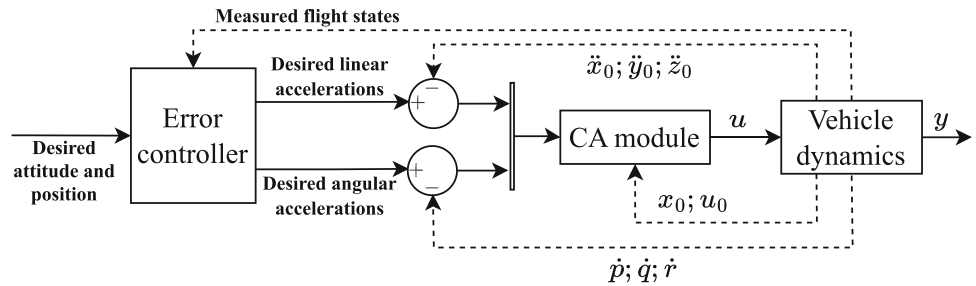 Measured flight states
Desired linear
accelerations
ẍ₀; ÿ₀; z̈₀
+
−
Error
controller
CA module
u
Vehicle
dynamics
y
Desired
attitude and
position
Desired angular
accelerations
+
−
x₀; u₀
ṗ; q̇; ṙ